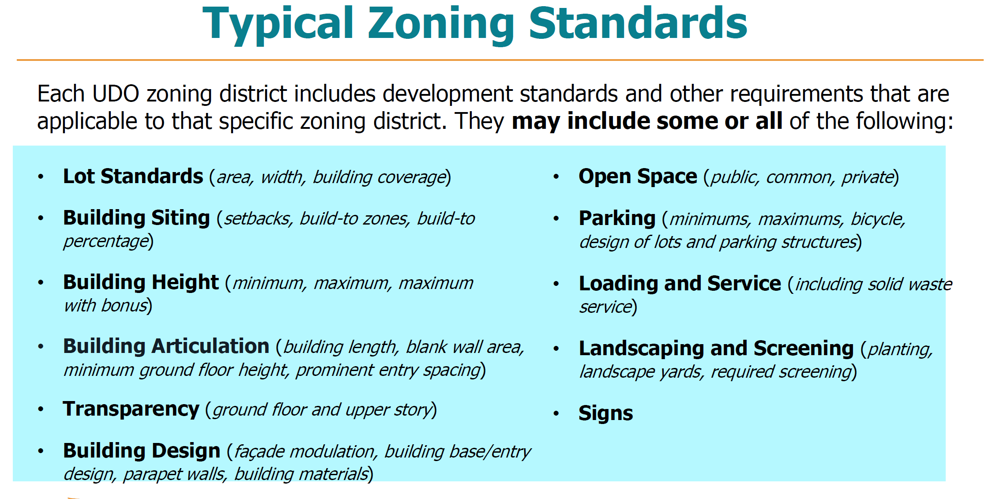 Typical Zoning Standards
Each UDO zoning district includes development standards and other requirements that are
applicable to that specific zoning district. They may include some or all of the following:
• Lot Standards (area, width, building coverage)
• Building Siting (setbacks, build-to zones, build-to
percentage)
• Building Height (minimum, maximum, maximum
with bonus)
• Building Articulation (building length, blank wall area,
minimum ground floor height, prominent entry spacing)
• Transparency (ground floor and upper story)
• Building Design (façade modulation, building base/entry
design, parapet walls, building materials)
• Open Space (public, common, private)
• Parking (minimums, maximums, bicycle,
design of lots and parking structures)
• Loading and Service (including solid waste
service)
• Landscaping and Screening (planting,
landscape yards, required screening)
• Signs